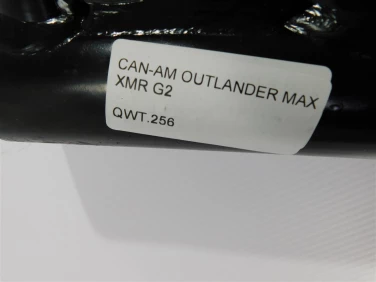 CAN-AM OUTLANDER MAX
XMR G2
QWT.256